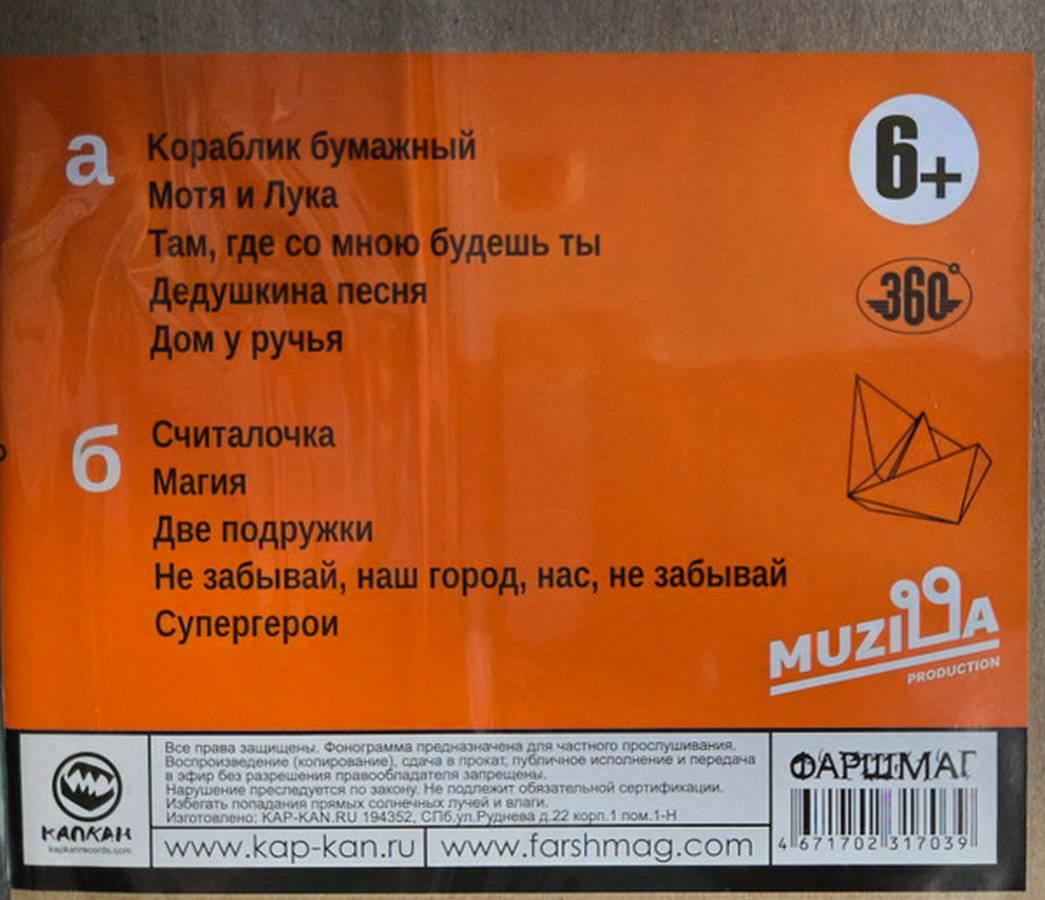 а
Кораблик бумажный
Мотя и Лука
Там, где со мною будешь ты
Дедушкина песня
Дом у ручья
б
Считалочка
Магия
Две подружки
Не забывай, наш город, нас, не забывай
Супергерои
6+
360°
MUZILLA
PRODUCTION
КАПКАН
kapkanrecords.com
Все права защищены. Фонограмма предназначена для частного прослушивания.
Воспроизведение (копирование), сдача в прокат, публичное исполнение и передача
в эфир без разрешения правообладателя запрещены.
Нарушение преследуется по закону. Не подлежит обязательной сертификации.
Избегать попадания прямых солнечных лучей и влаги.
Изготовлено: KAP-KAN.RU 194352, СПб.ул.Руднева д.22 корп.1 пом.1-Н
www.kap-kan.ru
www.farshmag.com
ФАРШМАГ
4 671702 317039